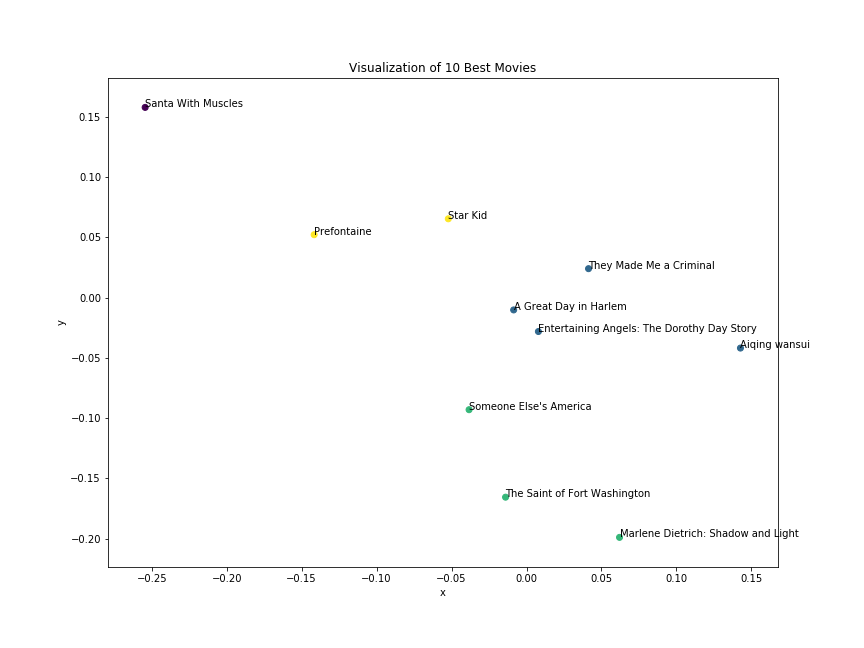 Visualization of 10 Best Movies
Santa With Muscles
Star Kid
Prefontaine
They Made Me a Criminal
A Great Day in Harlem
Entertaining Angels: The Dorothy Day Story
Aiqing wansui
Someone Else's America
The Saint of Fort Washington
Marlene Dietrich: Shadow and Light
y
0.15
0.10
0.05
0.00
−0.05
−0.10
−0.15
−0.20
−0.25 −0.20 −0.15 −0.10 −0.05 0.00 0.05 0.10 0.15
x